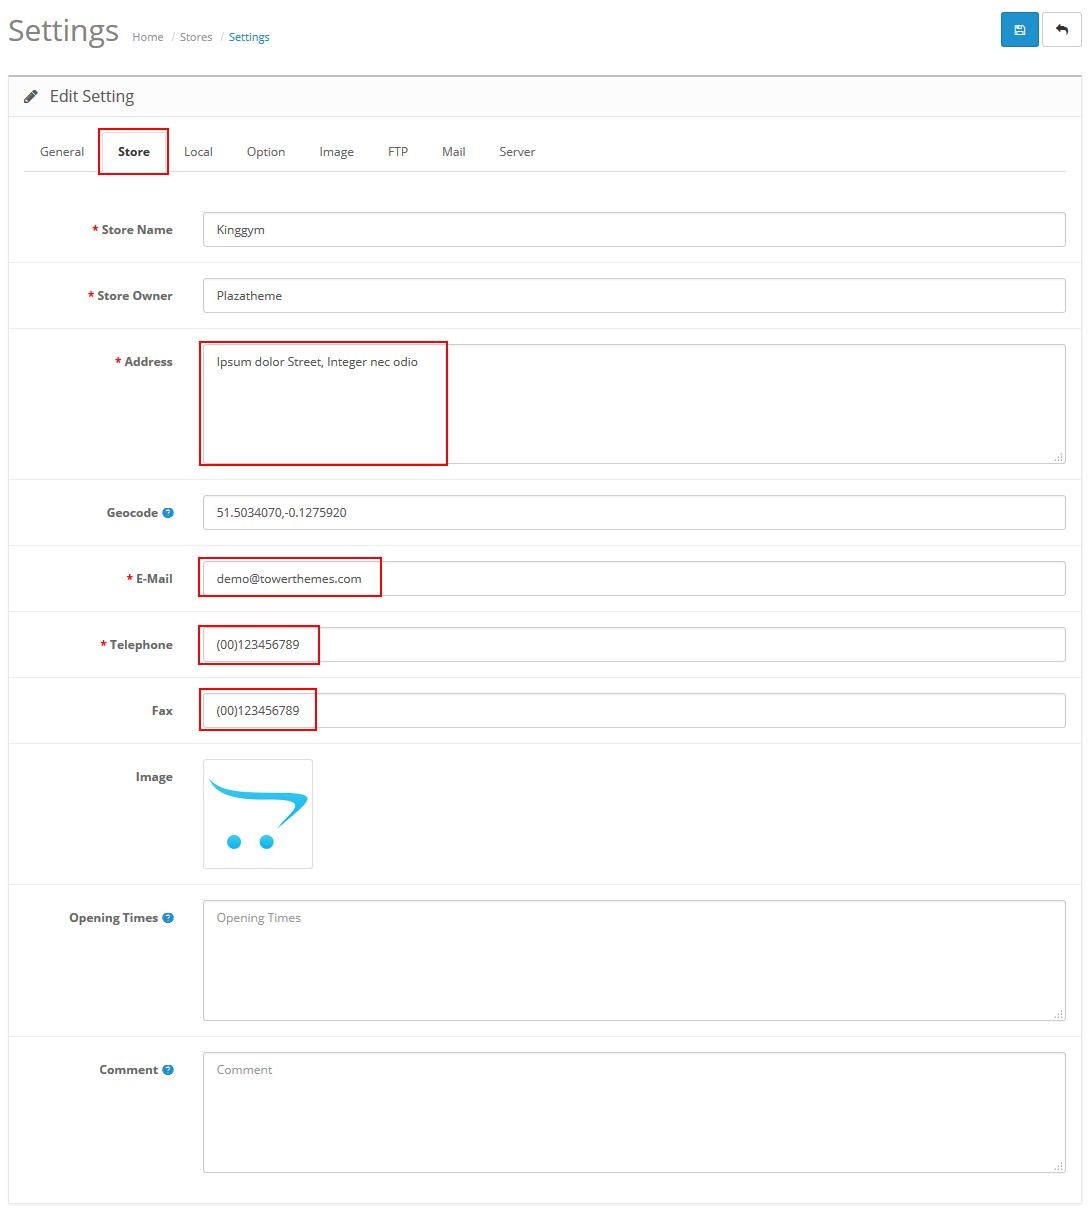 Settings Home / Stores / Settings
Edit Setting
General Store Local Option Image FTP Mail Server
* Store Name Kinggym
* Store Owner Plazatheme
* Address Ipsum dolor Street, Integer nec odio
Geocode ? 51.5034070,-0.1275920
* E-Mail demo@towerthemes.com
* Telephone (00)123456789
Fax (00)123456789
Image
Opening Times ? Opening Times
Comment ? Comment